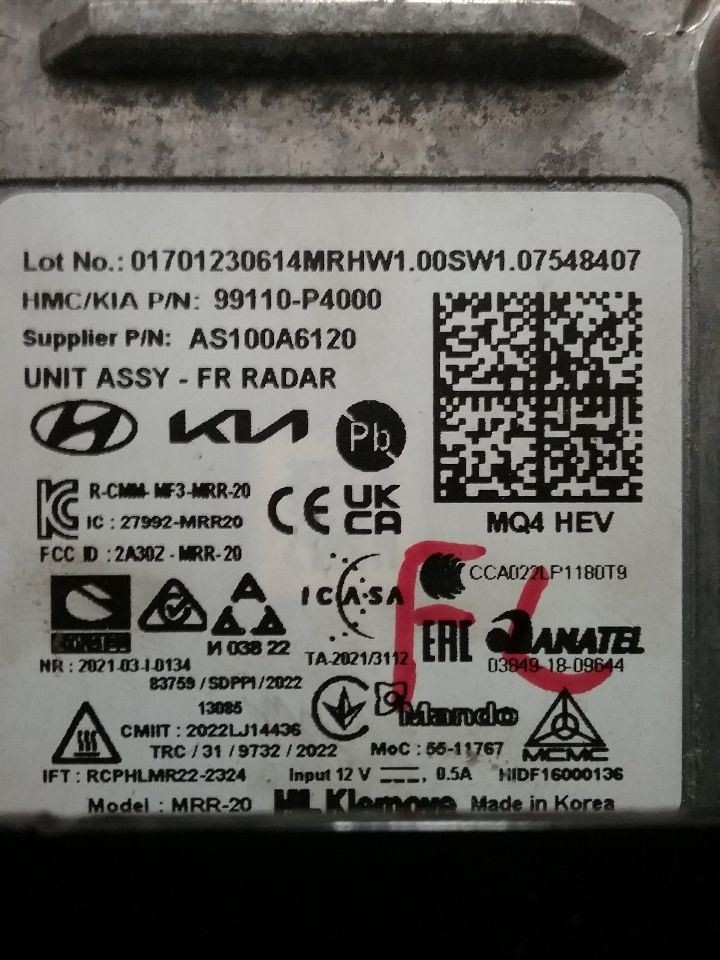 Lot No.: 01701230614MRHW1.00SW1.07548407
HMC/KIA P/N: 99110-P4000
Supplier P/N: AS100A6120
UNIT ASSY - FR RADAR
KIA Pb
R-CMM-MF3-MRR-20
IC : 27992-MRR20
CE UK CA
MQ4 HEV
FCC ID : 2A30Z-MRR-20
CCA022LP1180T9
ICASA
FL
И 038 22
EAC ANATEL
NR : 2021-03-I-0134
TA-2021/3112
03849-18-09644
83759 / SDPPI / 2022
13085
Mando
CMIIT : 2022LJ14436
TRC / 31 / 9732 / 2022
MoC : 55-11767
MCMC
IFT : RCPHLMR22-2324
Input 12 V , 0.5A
HIDF16000136
Model : MRR-20
HL Klemove
Made in Korea